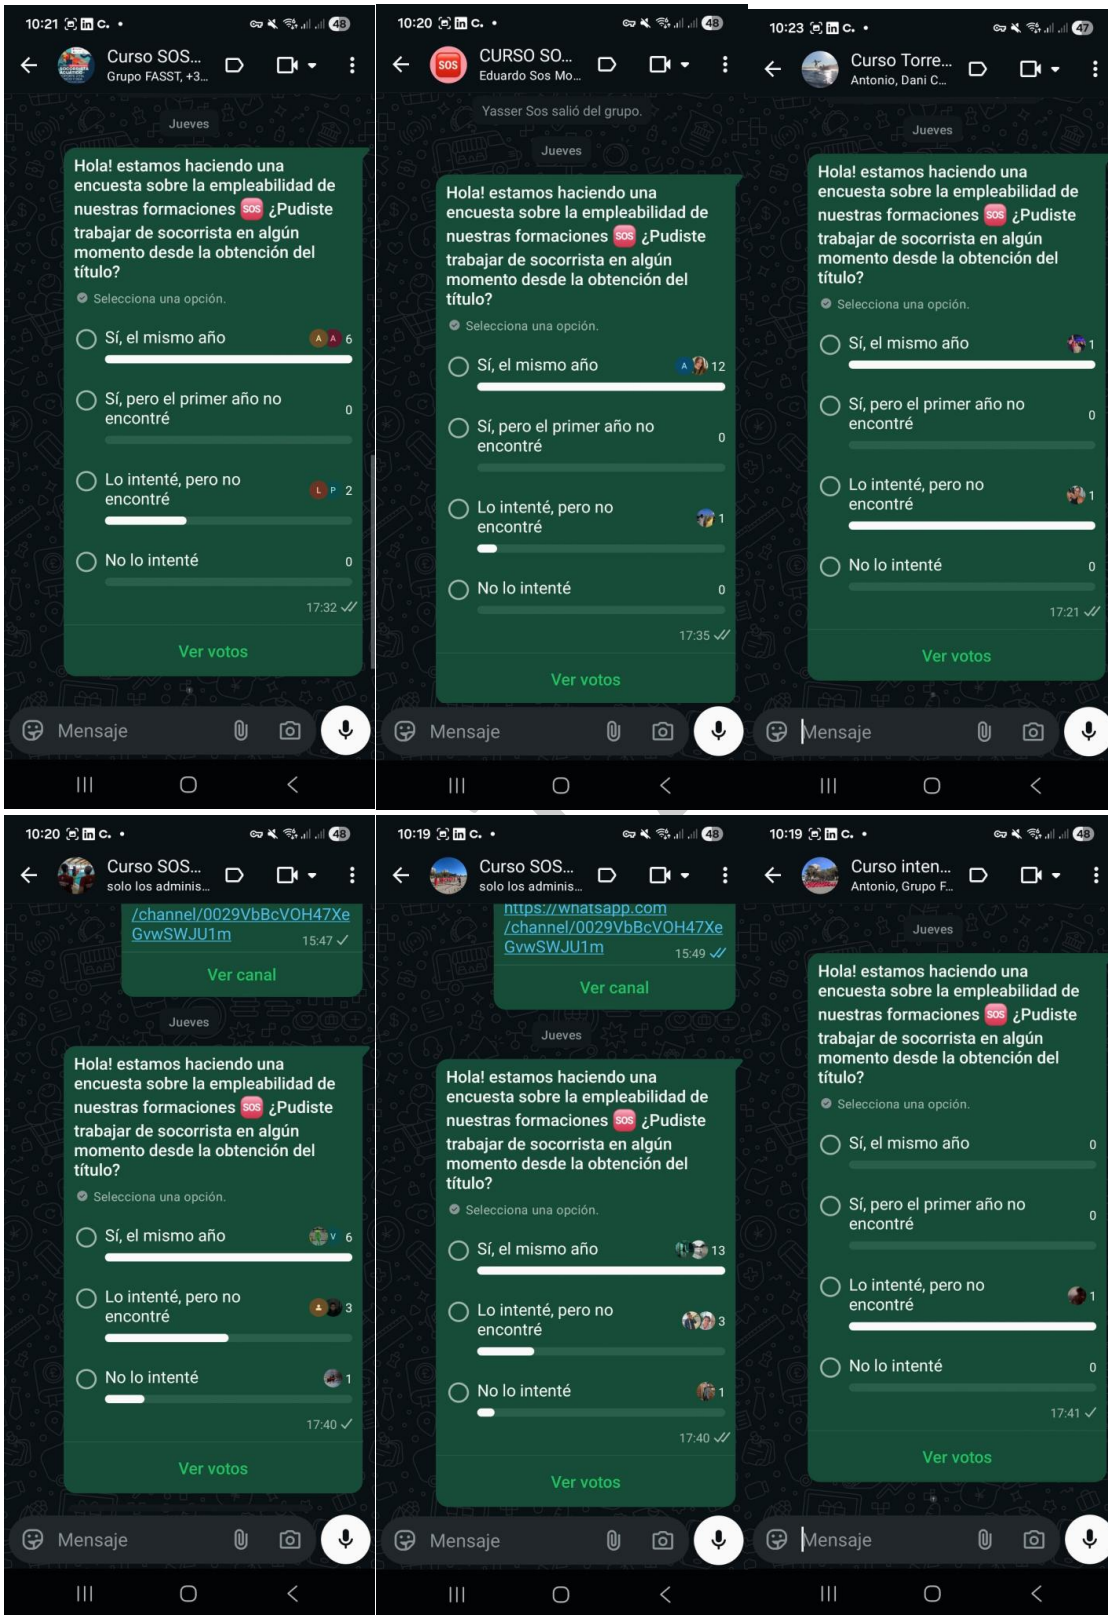 10:21 in C. •
48
Curso SOS...
Grupo FASST, +3...
Jueves
Hola! estamos haciendo una
encuesta sobre la empleabilidad de
nuestras formaciones 🆘 ¿Pudiste
trabajar de socorrista en algún
momento desde la obtención del
título?
Selecciona una opción.
Sí, el mismo año
A A 6
Sí, pero el primer año no
encontré
0
Lo intenté, pero no
encontré
L P 2
No lo intenté
0
17:32
Ver votos
Mensaje
10:20 in C. •
48
SOS
CURSO SO...
Eduardo Sos Mo...
Yasser Sos salió del grupo.
Jueves
Hola! estamos haciendo una
encuesta sobre la empleabilidad de
nuestras formaciones 🆘 ¿Pudiste
trabajar de socorrista en algún
momento desde la obtención del
título?
Selecciona una opción.
Sí, el mismo año
A 12
Sí, pero el primer año no
encontré
0
Lo intenté, pero no
encontré
1
No lo intenté
0
17:35
Ver votos
Mensaje
10:23 in C. •
47
Curso Torre...
Antonio, Dani C...
Jueves
Hola! estamos haciendo una
encuesta sobre la empleabilidad de
nuestras formaciones 🆘 ¿Pudiste
trabajar de socorrista en algún
momento desde la obtención del
título?
Selecciona una opción.
Sí, el mismo año
1
Sí, pero el primer año no
encontré
0
Lo intenté, pero no
encontré
1
No lo intenté
0
17:21
Ver votos
Mensaje
10:20 in C. •
48
Curso SOS...
solo los adminis...
/channel/0029VbBcVOH47Xe
GvwSWJU1m
15:47
Ver canal
Jueves
Hola! estamos haciendo una
encuesta sobre la empleabilidad de
nuestras formaciones 🆘 ¿Pudiste
trabajar de socorrista en algún
momento desde la obtención del
título?
Selecciona una opción.
Sí, el mismo año
V 6
Lo intenté, pero no
encontré
3
No lo intenté
1
17:40
Ver votos
Mensaje
10:19 in C. •
48
Curso SOS...
solo los adminis...
https://whatsapp.com
/channel/0029VbBcVOH47Xe
GvwSWJU1m
15:49
Ver canal
Jueves
Hola! estamos haciendo una
encuesta sobre la empleabilidad de
nuestras formaciones 🆘 ¿Pudiste
trabajar de socorrista en algún
momento desde la obtención del
título?
Selecciona una opción.
Sí, el mismo año
13
Lo intenté, pero no
encontré
3
No lo intenté
1
17:40
Ver votos
Mensaje
10:19 in C. •
48
Curso inten...
Antonio, Grupo F...
Jueves
Hola! estamos haciendo una
encuesta sobre la empleabilidad de
nuestras formaciones 🆘 ¿Pudiste
trabajar de socorrista en algún
momento desde la obtención del
título?
Selecciona una opción.
Sí, el mismo año
0
Sí, pero el primer año no
encontré
0
Lo intenté, pero no
encontré
1
No lo intenté
0
17:41
Ver votos
Mensaje